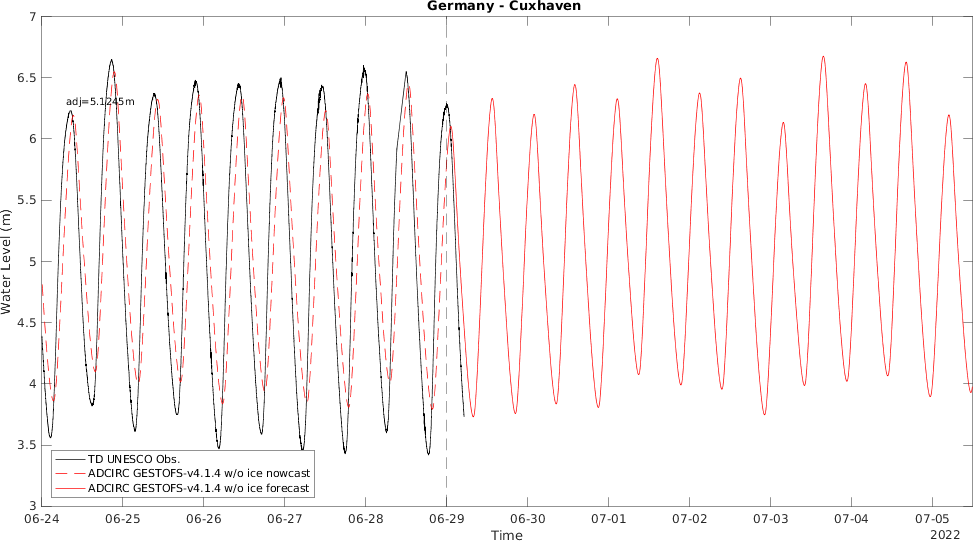 Germany - Cuxhaven
7
6.5
adj=5.1245m
6
5.5
5
4.5
4
3.5
3
Water Level (m)
TD UNESCO Obs.
ADCIRC GESTOFS-v4.1.4 w/o ice nowcast
ADCIRC GESTOFS-v4.1.4 w/o ice forecast
06-24 06-25 06-26 06-27 06-28 06-29 06-30 07-01 07-02 07-03 07-04 07-05
2022
Time